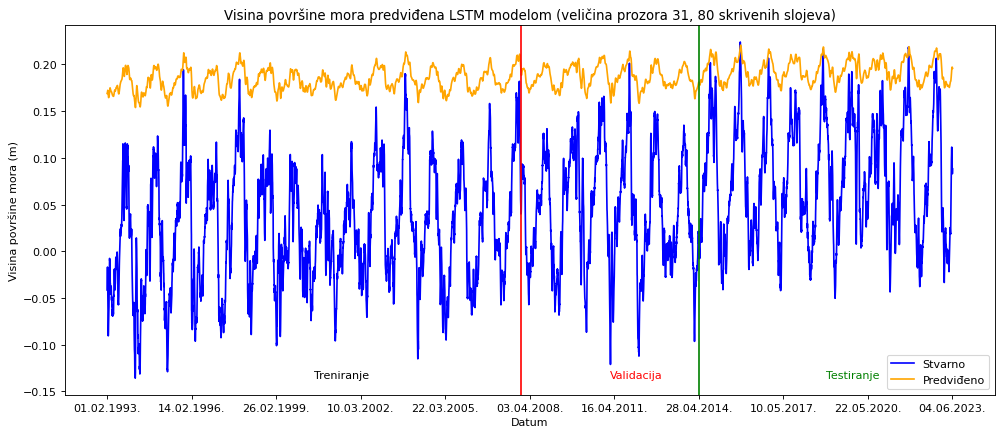 Visina površine mora predviđena LSTM modelom (veličina prozora 31, 80 skrivenih slojeva)
Visina površine mora (m)
0.20
0.15
0.10
0.05
0.00
−0.05
−0.10
−0.15
Treniranje
Validacija
Testiranje
Stvarno
Predviđeno
01.02.1993.
14.02.1996.
26.02.1999.
10.03.2002.
22.03.2005.
03.04.2008.
16.04.2011.
28.04.2014.
10.05.2017.
22.05.2020.
04.06.2023.
Datum